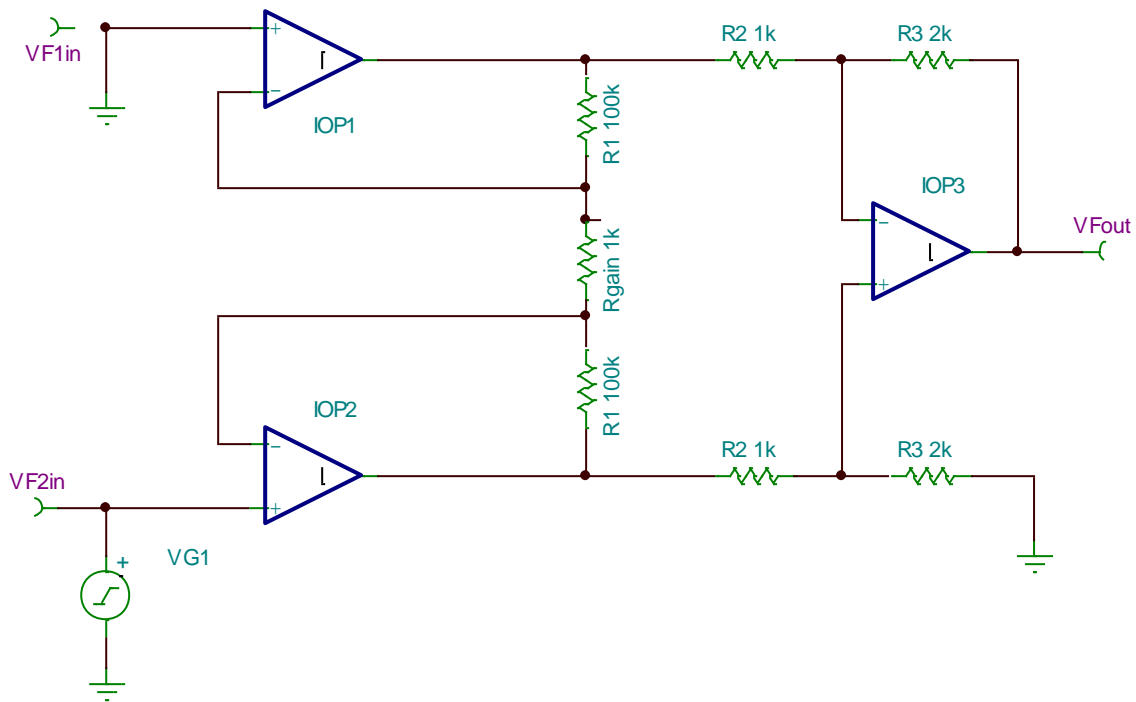 VF1in
IOP1
R2 1k
R3 2k
R1 100k
IOP3
VFout
Rgain 1k
R1 100k
IOP2
R2 1k
R3 2k
VF2in
VG1